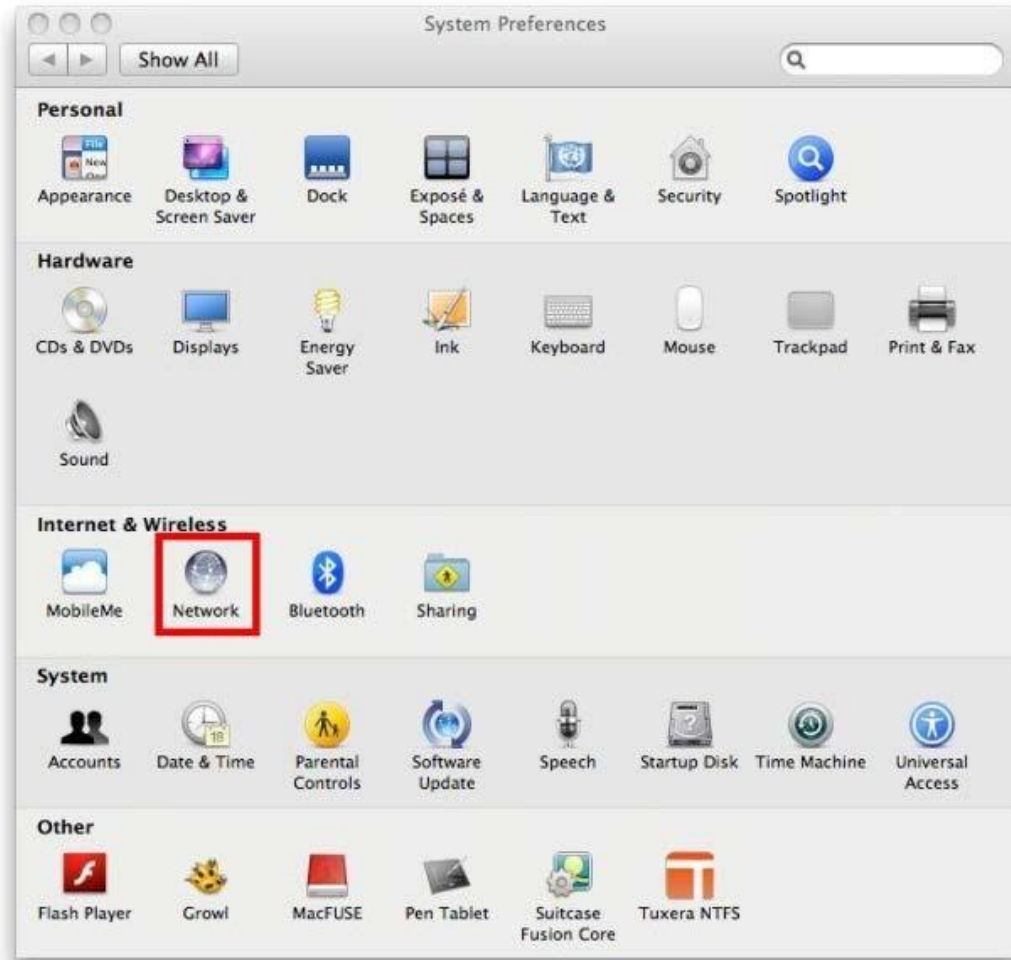 System Preferences
Show All
Personal
File
New
Appearance
Desktop &
Screen Saver
Dock
Exposé &
Spaces
Language &
Text
Security
Spotlight
Hardware
CDs & DVDs
Displays
Energy
Saver
Ink
Keyboard
Mouse
Trackpad
Print & Fax
Sound
Internet & Wireless
MobileMe
Network
Bluetooth
Sharing
System
Accounts
18
Date & Time
Parental
Controls
Software
Update
Speech
?
Startup Disk
Time Machine
Universal
Access
Other
Flash Player
Growl
MacFUSE
Pen Tablet
Suitcase
Fusion Core
Tuxera NTFS